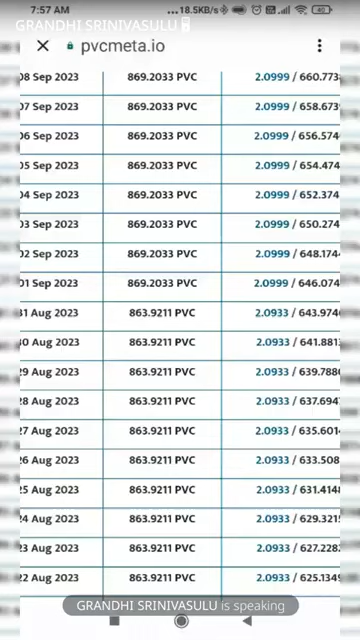 7:57 AM ...18.5KB/s 40
GRANDHI SRINIVASULU
pvcmeta.io
08 Sep 2023 869.2033 PVC 2.0999 / 660.773
07 Sep 2023 869.2033 PVC 2.0999 / 658.673
06 Sep 2023 869.2033 PVC 2.0999 / 656.574
05 Sep 2023 869.2033 PVC 2.0999 / 654.474
04 Sep 2023 869.2033 PVC 2.0999 / 652.374
03 Sep 2023 869.2033 PVC 2.0999 / 650.274
02 Sep 2023 869.2033 PVC 2.0999 / 648.174
01 Sep 2023 869.2033 PVC 2.0999 / 646.074
31 Aug 2023 863.9211 PVC 2.0933 / 643.974
30 Aug 2023 863.9211 PVC 2.0933 / 641.881
29 Aug 2023 863.9211 PVC 2.0933 / 639.788
28 Aug 2023 863.9211 PVC 2.0933 / 637.694
27 Aug 2023 863.9211 PVC 2.0933 / 635.601
26 Aug 2023 863.9211 PVC 2.0933 / 633.508
25 Aug 2023 863.9211 PVC 2.0933 / 631.414
24 Aug 2023 863.9211 PVC 2.0933 / 629.321
23 Aug 2023 863.9211 PVC 2.0933 / 627.228
22 Aug 2023 863.9211 PVC 2.0933 / 625.1349
GRANDHI SRINIVASULU is speaking